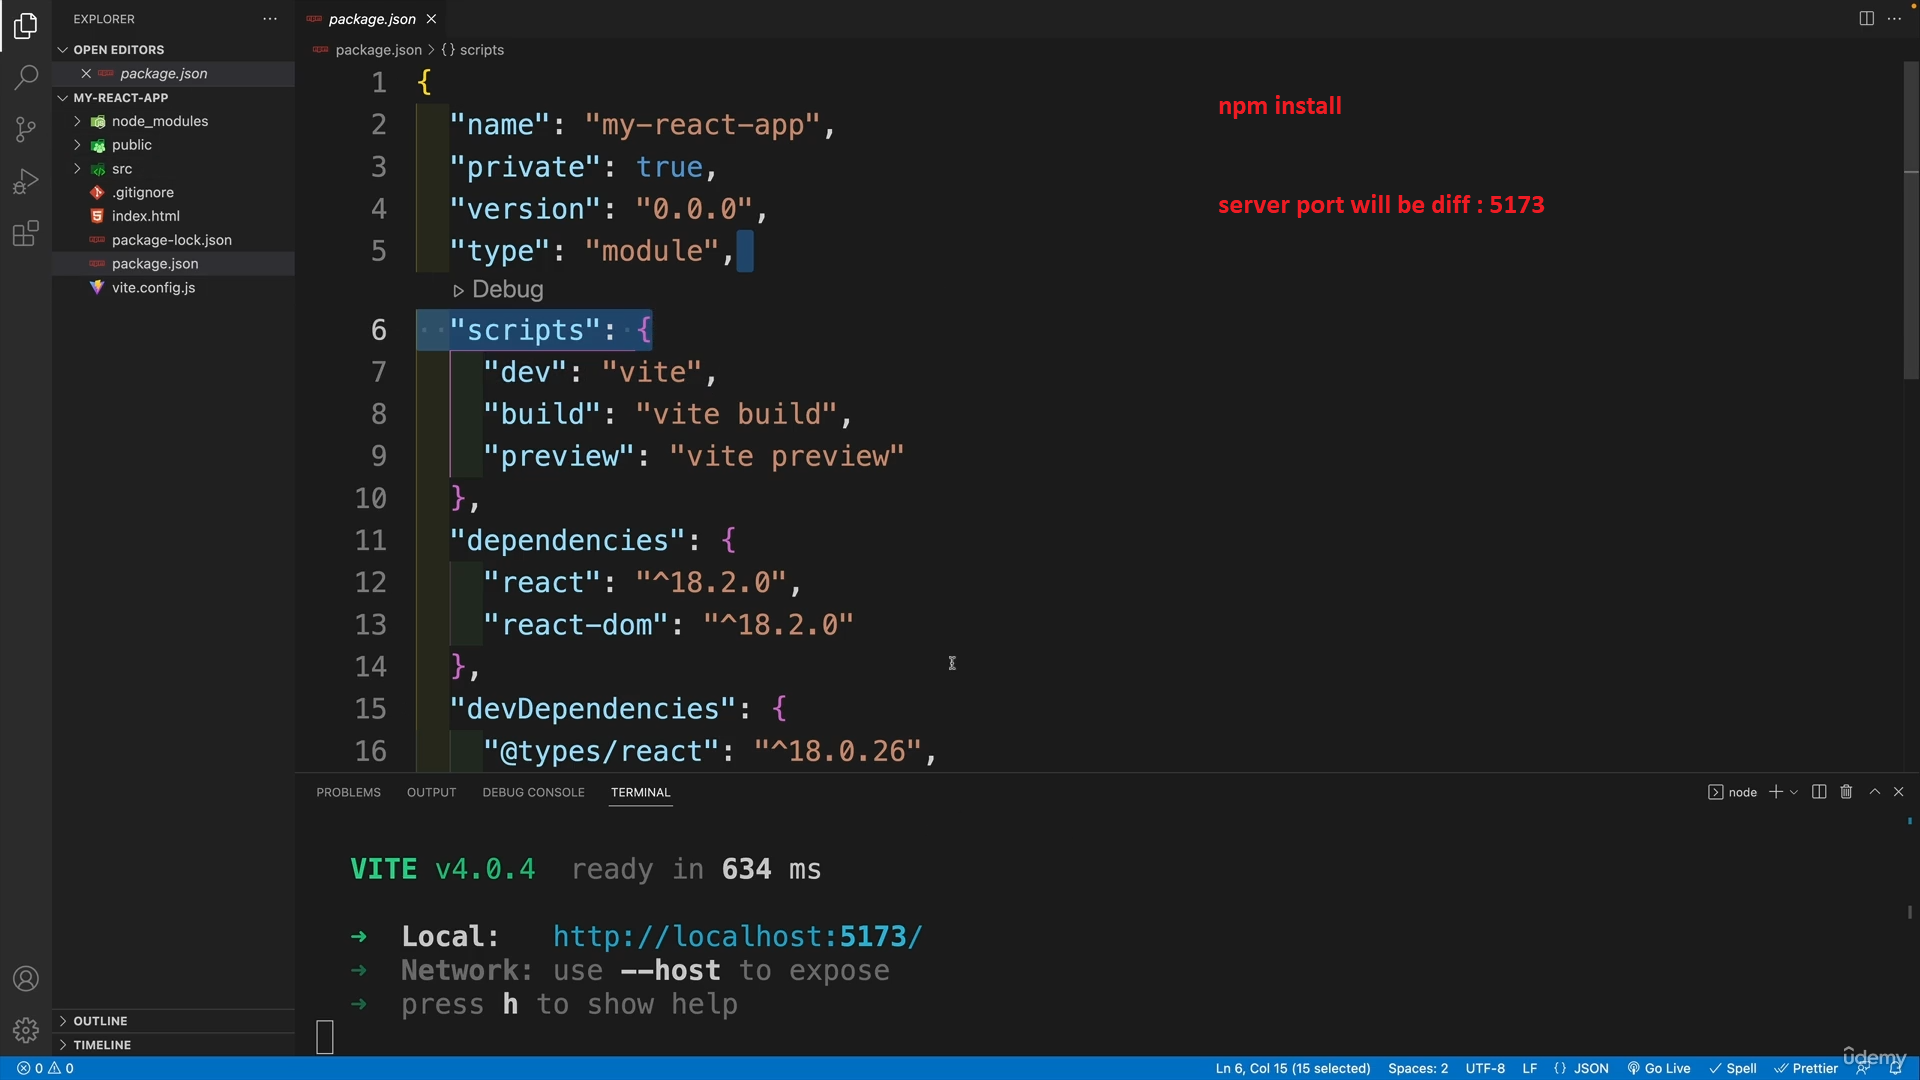 EXPLORER
OPEN EDITORS
package.json
MY-REACT-APP
node_modules
public
src
.gitignore
index.html
package-lock.json
package.json
vite.config.js
OUTLINE
TIMELINE
package.json
package.json > {} scripts
1 {
2 "name": "my-react-app",
3 "private": true,
4 "version": "0.0.0",
5 "type": "module",
Debug
6 "scripts": {
7 "dev": "vite",
8 "build": "vite build",
9 "preview": "vite preview"
10 },
11 "dependencies": {
12 "react": "^18.2.0",
13 "react-dom": "^18.2.0"
14 },
15 "devDependencies": {
16 "@types/react": "^18.0.26",
npm install
server port will be diff : 5173
PROBLEMS OUTPUT DEBUG CONSOLE TERMINAL
node
VITE v4.0.4 ready in 634 ms
➜ Local: http://localhost:5173/
➜ Network: use --host to expose
➜ press h to show help
0 0
Ln 6, Col 15 (15 selected) Spaces: 2 UTF-8 LF {} JSON Go Live Spell Prettier
ûdemy